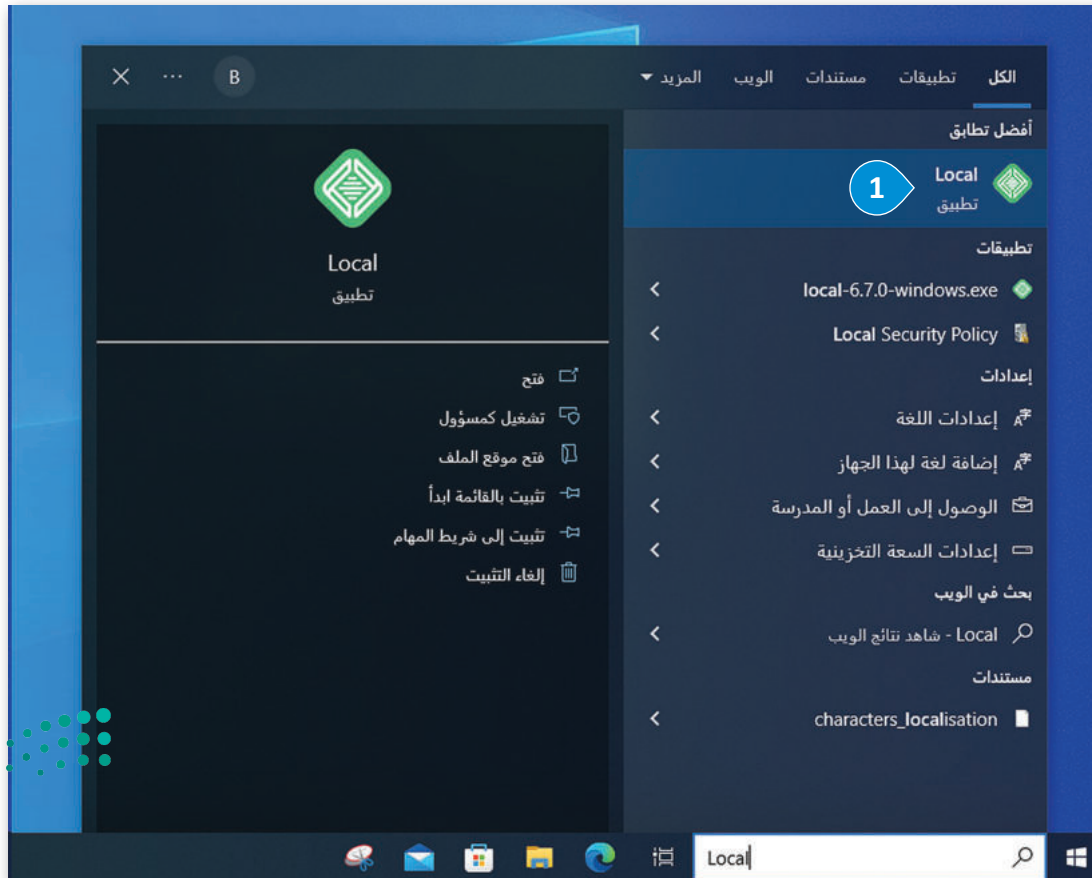 الكل تطبيقات مستندات الويب المزيد
B
أفضل تطابق
Local
تطبيق
1
تطبيقات
local-6.7.0-windows.exe
Local Security Policy
إعدادات
إعدادات اللغة
إضافة لغة لهذا الجهاز
الوصول إلى العمل أو المدرسة
إعدادات السعة التخزينية
بحث في الويب
Local - شاهد نتائج الويب
مستندات
characters_localisation
Local
تطبيق
فتح
تشغيل كمسؤول
فتح موقع الملف
تثبيت بالقائمة ابدأ
تثبيت إلى شريط المهام
إلغاء التثبيت
Local